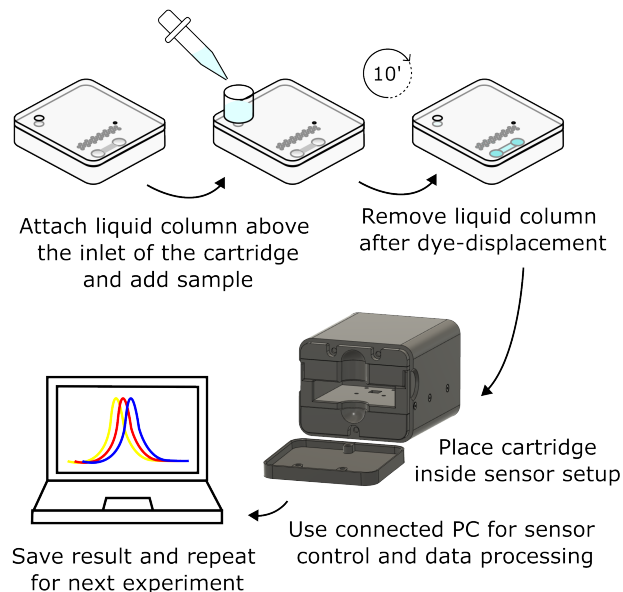 10'
Attach liquid column above
the inlet of the cartridge
and add sample
Remove liquid column
after dye-displacement
Place cartridge
inside sensor setup
Use connected PC for sensor
control and data processing
Save result and repeat
for next experiment